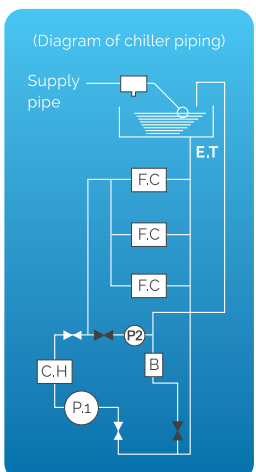 (Diagram of chiller piping)
Supply
pipe
E.T
F.C
F.C
F.C
P2
B
C.H
P.1